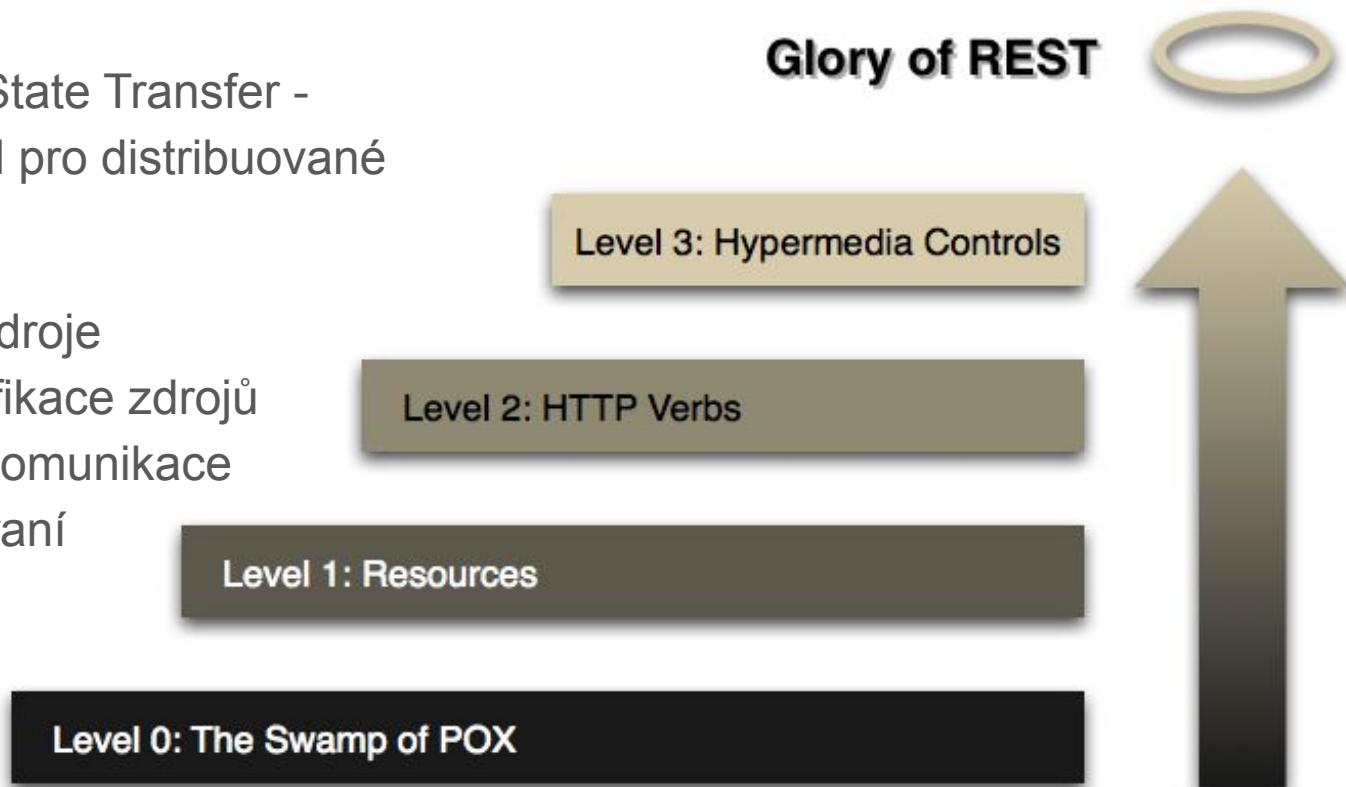 State Transfer -
pro distribuované
droje
fikace zdrojů
omunikace
aní
Glory of REST
Level 3: Hypermedia Controls
Level 2: HTTP Verbs
Level 1: Resources
Level 0: The Swamp of POX